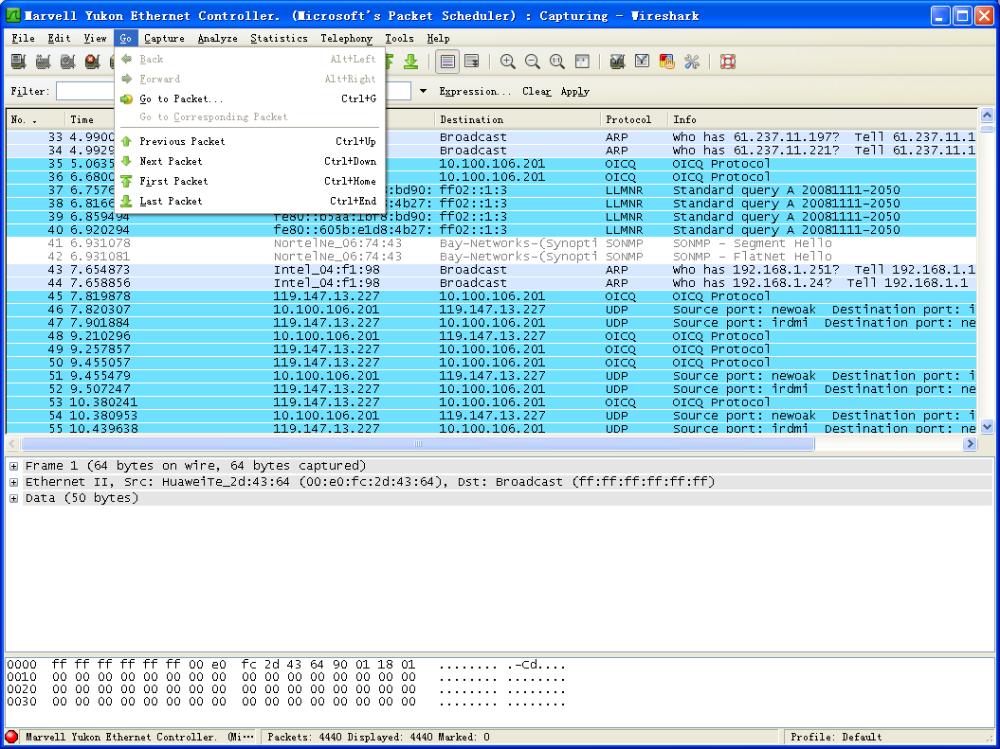 Marvell Yukon Ethernet Controller. (Microsoft's Packet Scheduler) : Capturing - Wireshark
File Edit View Go Capture Analyze Statistics Telephony Tools Help
Back Alt+Left
Forward Alt+Right
Go to Packet... Ctrl+G
Go to Corresponding Packet
Previous Packet Ctrl+Up
Next Packet Ctrl+Down
First Packet Ctrl+Home
Last Packet Ctrl+End
Filter: Expression... Clear Apply
No. . Time Destination Protocol Info
33 4.9900 Broadcast ARP Who has 61.237.11.197? Tell 61.237.11.1
34 4.9929 Broadcast ARP Who has 61.237.11.221? Tell 61.237.11.1
35 5.0635 10.100.106.201 OICQ OICQ Protocol
36 6.6800 10.100.106.201 OICQ OICQ Protocol
37 6.7576 :bd90: ff02::1:3 LLMNR Standard query A 20081111-2050
38 6.8166 :4b27: ff02::1:3 LLMNR Standard query A 20081111-2050
39 6.859494 fe80::b5aa:1bf8:bd90: ff02::1:3 LLMNR Standard query A 20081111-2050
40 6.920294 fe80::605b:e1d8:4b27: ff02::1:3 LLMNR Standard query A 20081111-2050
41 6.931078 NortelNe_06:74:43 Bay-Networks-(Synopti SONMP SONMP - Segment Hello
42 6.931081 NortelNe_06:74:43 Bay-Networks-(Synopti SONMP SONMP - FlatNet Hello
43 7.654873 Intel_04:f1:98 Broadcast ARP Who has 192.168.1.251? Tell 192.168.1.1
44 7.658856 Intel_04:f1:98 Broadcast ARP Who has 192.168.1.24? Tell 192.168.1.1
45 7.819878 119.147.13.227 10.100.106.201 OICQ OICQ Protocol
46 7.820307 10.100.106.201 119.147.13.227 UDP Source port: newoak Destination port: i
47 7.901884 119.147.13.227 10.100.106.201 UDP Source port: irdmi Destination port: ne
48 9.210296 119.147.13.227 10.100.106.201 OICQ OICQ Protocol
49 9.257857 119.147.13.227 10.100.106.201 OICQ OICQ Protocol
50 9.455057 119.147.13.227 10.100.106.201 OICQ OICQ Protocol
51 9.455479 10.100.106.201 119.147.13.227 UDP Source port: newoak Destination port: i
52 9.507247 119.147.13.227 10.100.106.201 UDP Source port: irdmi Destination port: ne
53 10.380241 119.147.13.227 10.100.106.201 OICQ OICQ Protocol
54 10.380953 10.100.106.201 119.147.13.227 UDP Source port: newoak Destination port: i
55 10.439638 119.147.13.227 10.100.106.201 UDP Source port: irdmi Destination port: ne
Frame 1 (64 bytes on wire, 64 bytes captured)
Ethernet II, Src: HuaweiTe_2d:43:64 (00:e0:fc:2d:43:64), Dst: Broadcast (ff:ff:ff:ff:ff:ff)
Data (50 bytes)
0000 ff ff ff ff ff ff 00 e0 fc 2d 43 64 90 01 18 01 ........ .-Cd....
0010 00 00 00 00 00 00 00 00 00 00 00 00 00 00 00 00 ........ ........
0020 00 00 00 00 00 00 00 00 00 00 00 00 00 00 00 00 ........ ........
0030 00 00 00 00 00 00 00 00 00 00 00 00 00 00 00 00 ........ ........
Marvell Yukon Ethernet Controller. (Mi... Packets: 4440 Displayed: 4440 Marked: 0 Profile: Default